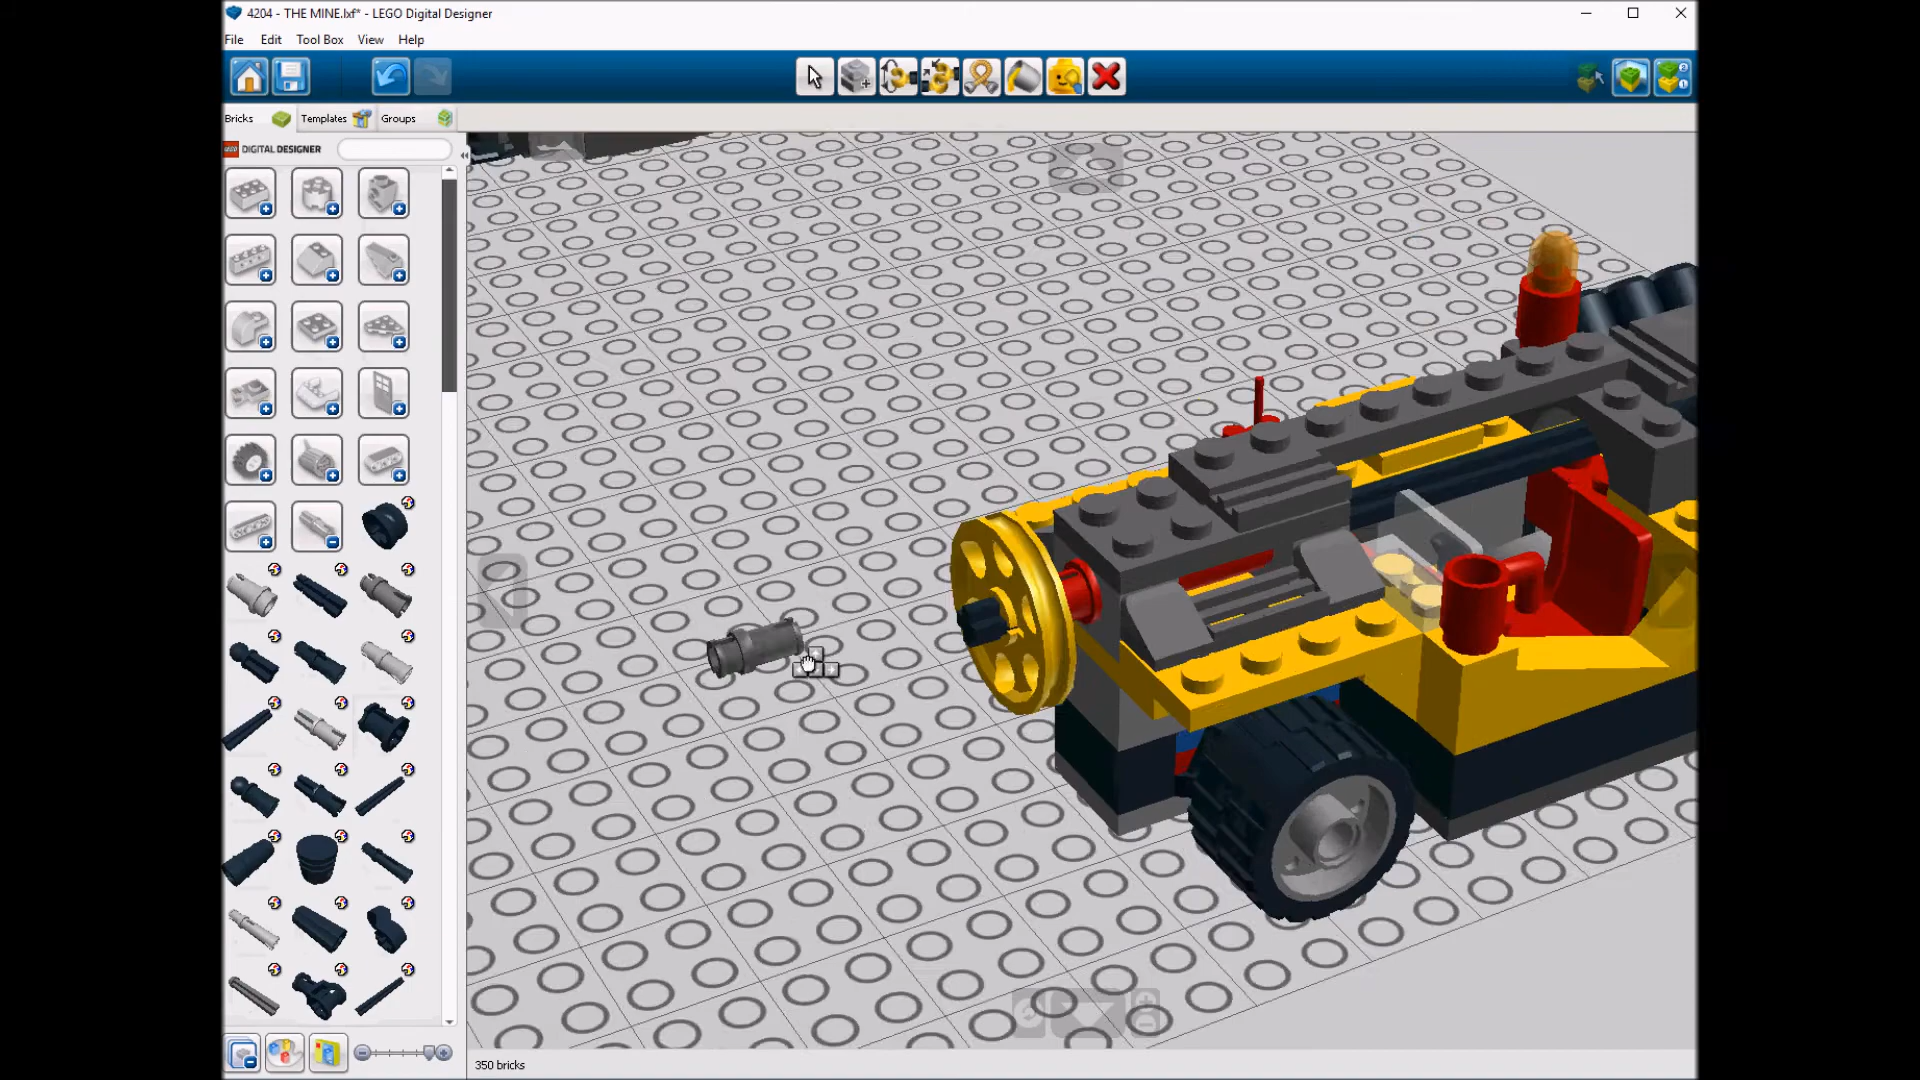 4204 - THE MINE.lxf* - LEGO Digital Designer
File Edit Tool Box View Help
Bricks Templates Groups
LEGO DIGITAL DESIGNER
350 bricks